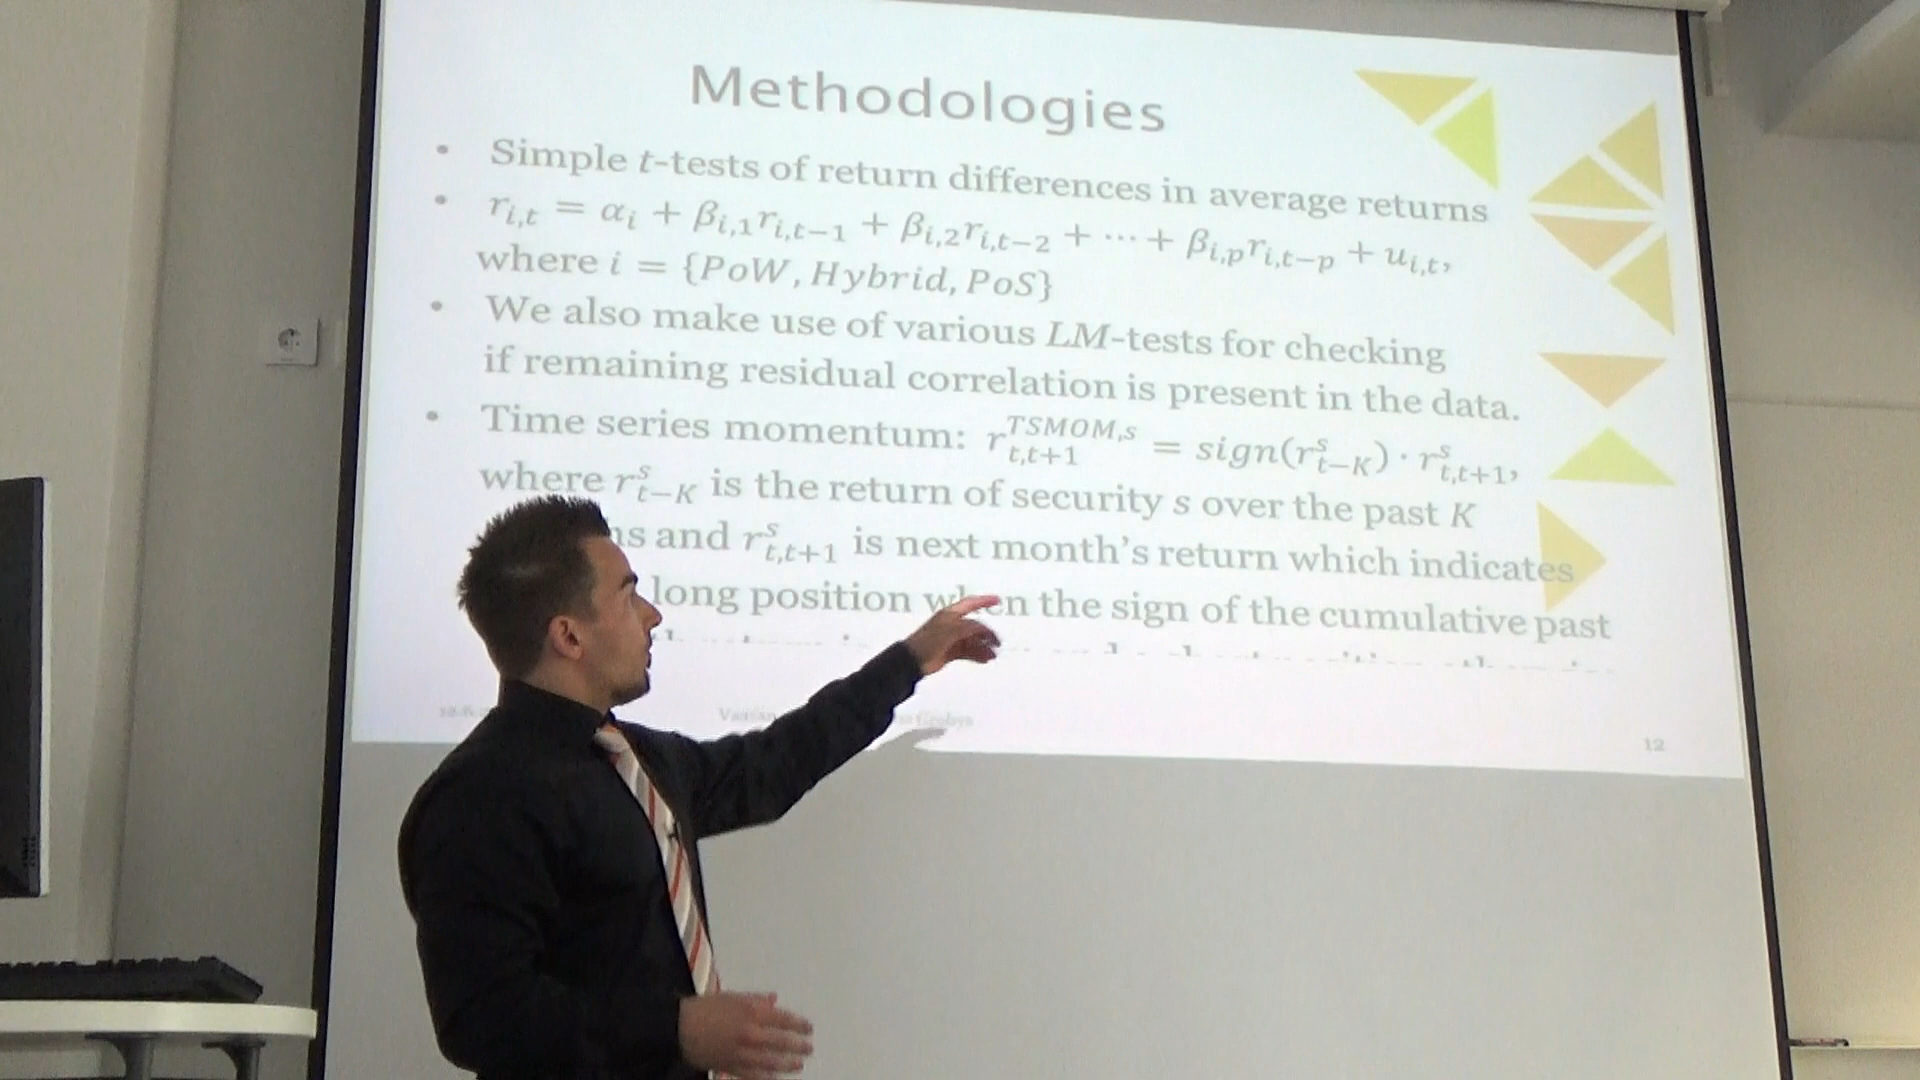 Methodologies
• Simple t-tests of return differences in average returns
• r_{i,t} = α_i + β_{i,1}r_{i,t−1} + β_{i,2}r_{i,t−2} + ⋯ + β_{i,p}r_{i,t−p} + u_{i,t},
where i = {PoW, Hybrid, PoS}
• We also make use of various LM-tests for checking
if remaining residual correlation is present in the data.
• Time series momentum: r_{t,t+1}^{TSMOM,s} = sign(r_{t−K}^s) · r_{t,t+1}^s,
where r_{t−K}^s is the return of security s over the past K
and r_{t,t+1}^s is next month's return which indicates
long position when the sign of the cumulative past
12